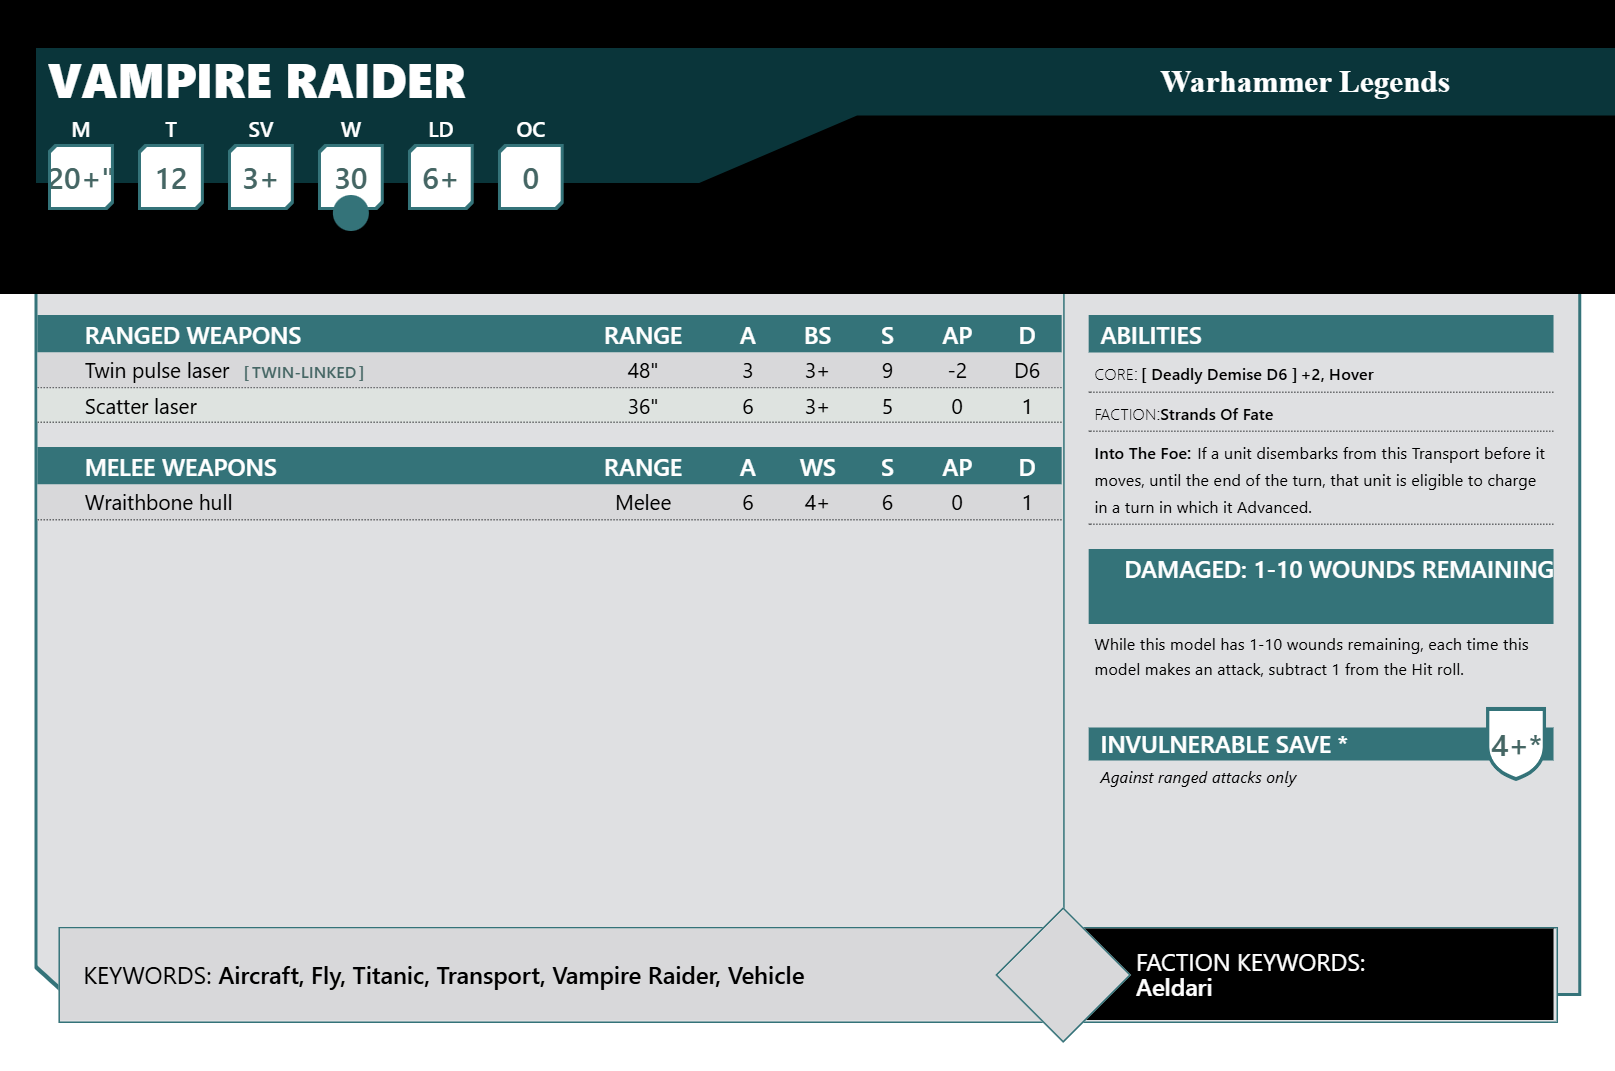 VAMPIRE RAIDER
Warhammer Legends
M T SV W LD OC
20+" 12 3+ 30 6+ 0
RANGED WEAPONS RANGE A BS S AP D
Twin pulse laser [TWIN-LINKED] 48" 3 3+ 9 -2 D6
Scatter laser 36" 6 3+ 5 0 1
MELEE WEAPONS RANGE A WS S AP D
Wraithbone hull Melee 6 4+ 6 0 1
ABILITIES
CORE: [ Deadly Demise D6 ] +2, Hover
FACTION:Strands Of Fate
Into The Foe: If a unit disembarks from this Transport before it
moves, until the end of the turn, that unit is eligible to charge
in a turn in which it Advanced.
DAMAGED: 1-10 WOUNDS REMAINING
While this model has 1-10 wounds remaining, each time this
model makes an attack, subtract 1 from the Hit roll.
INVULNERABLE SAVE * 4+*
Against ranged attacks only
KEYWORDS: Aircraft, Fly, Titanic, Transport, Vampire Raider, Vehicle
FACTION KEYWORDS:
Aeldari